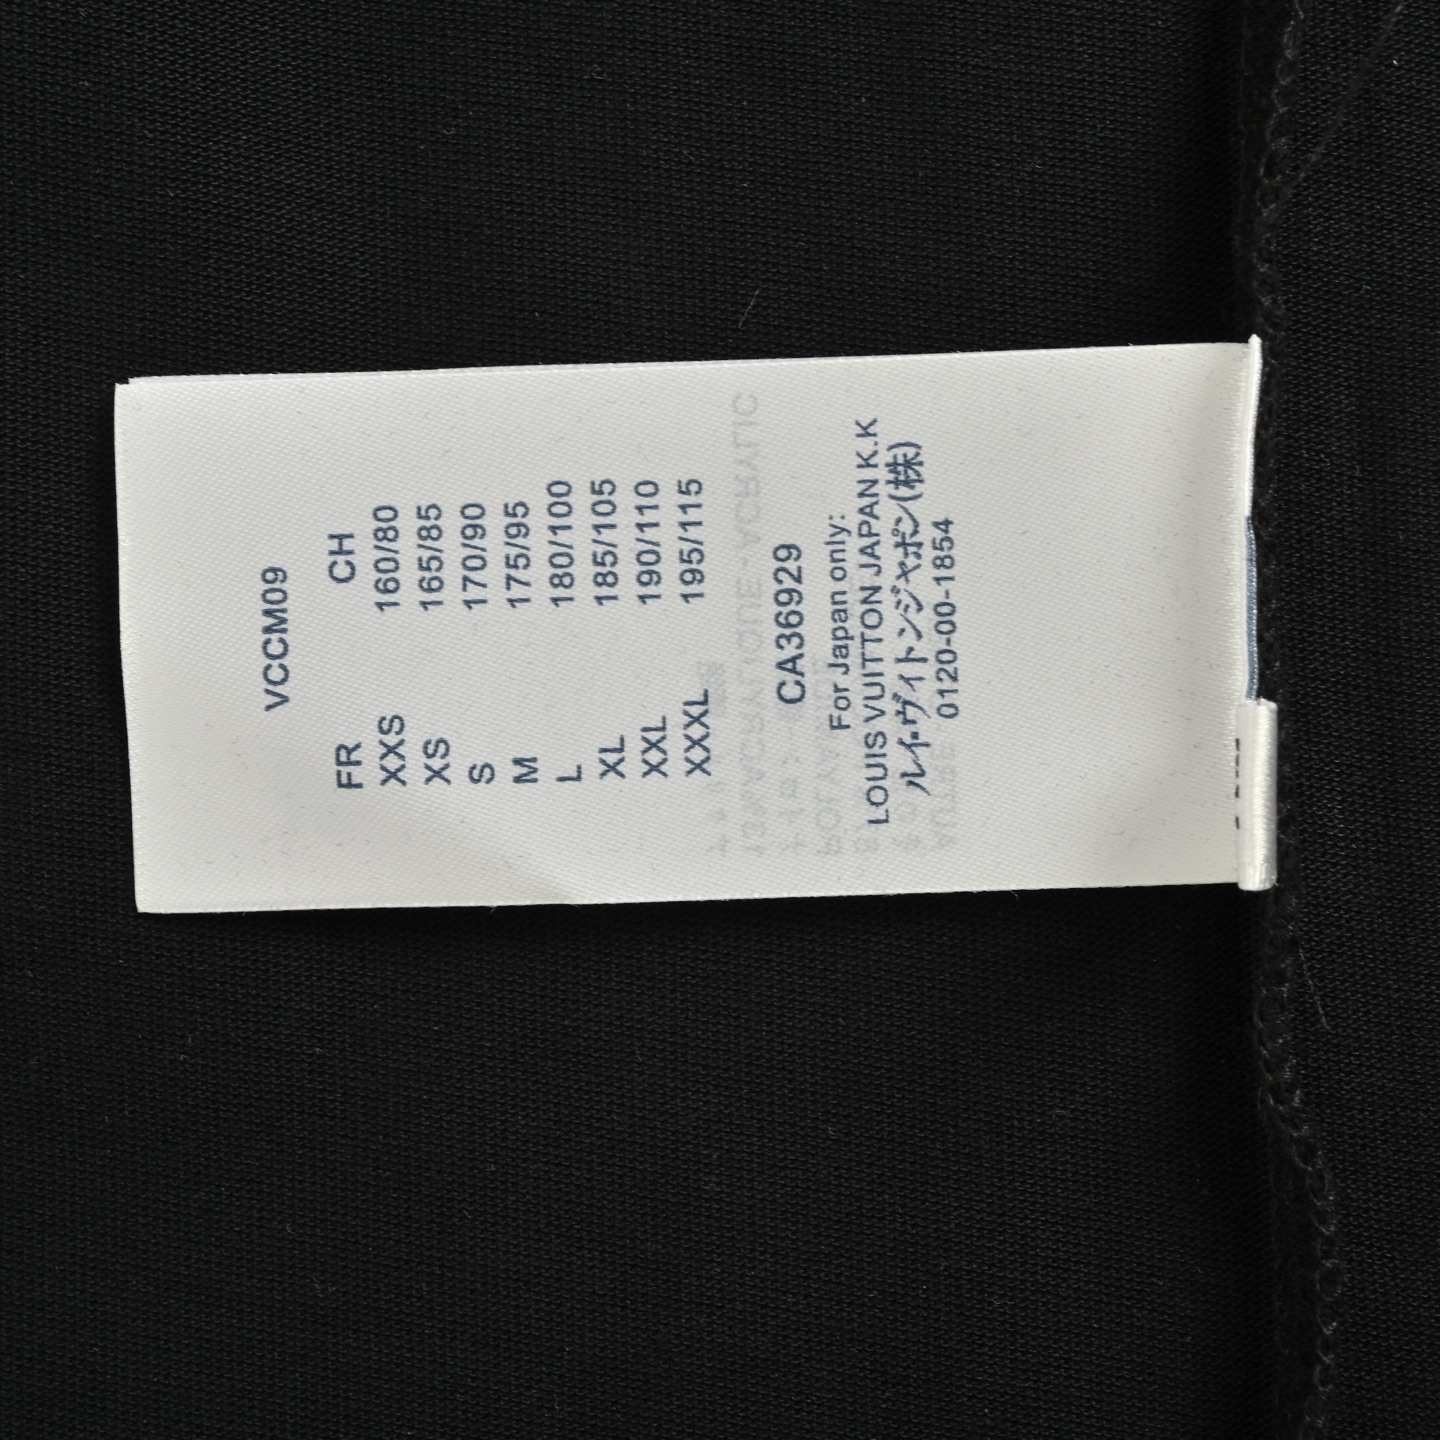 VCCM09
FR CH
XXS 160/80
XS 165/85
S 170/90
M 175/95
L 180/100
XL 185/105
XXL 190/110
XXXL 195/115
CA36929
For Japan only:
LOUIS VUITTON JAPAN K.K
ルイ・ヴィトンジャポン(株)
0120-00-1854